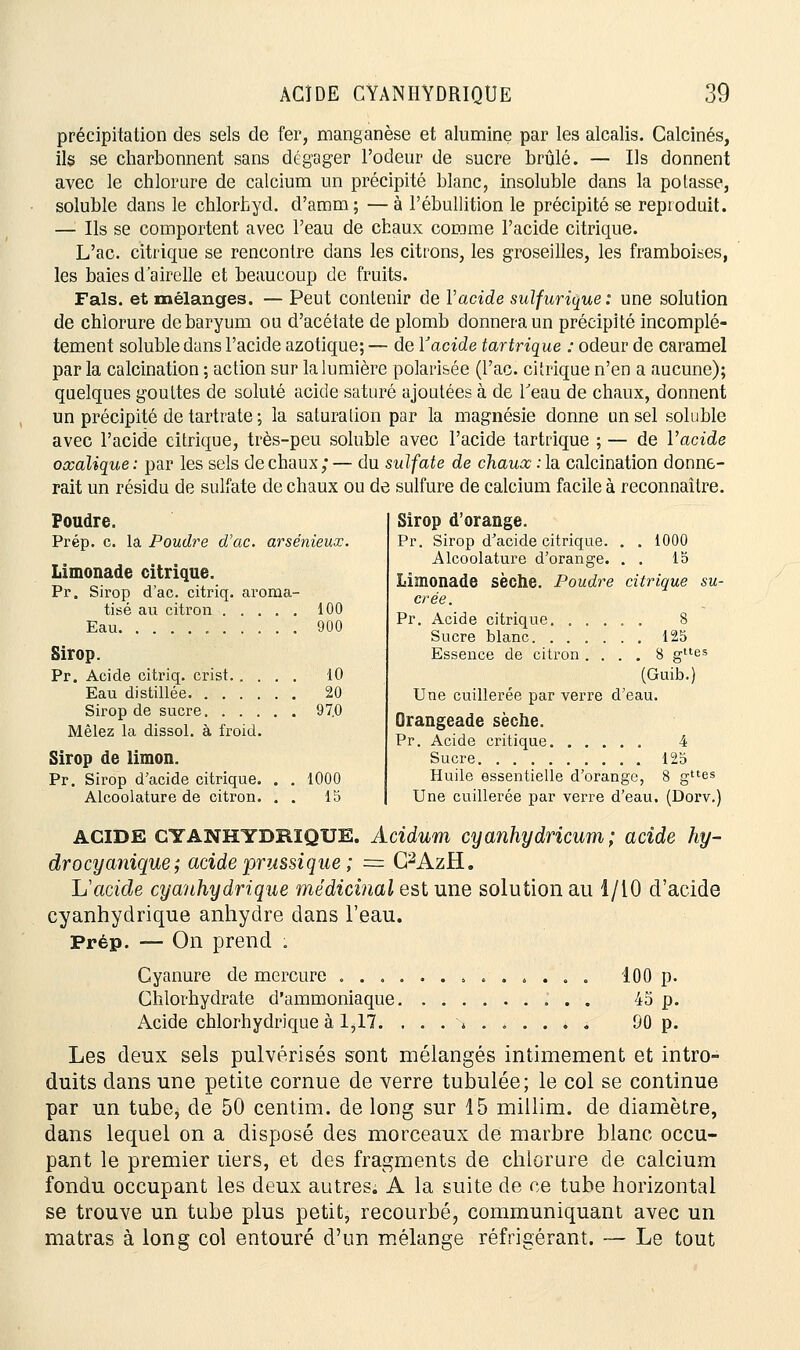 ACIDE CYANHYDRIQUE 39
précipitation des sels de fer, manganèse et alumine par les alcalis. Calcinés,
ils se charbonnent sans dégager l'odeur de sucre brûlé. — Ils donnent
avec le chlorure de calcium un précipité blanc, insoluble dans la potasse,
soluble dans le chlorhyd. d'amm; — à l'ébullition le précipité se reproduit.
— Ils se comportent avec l'eau de chaux comme l'acide citrique.
L'ac. citrique se rencontre dans les citrons, les groseilles, les framboises,
les baies d'airelle et beaucoup de fruits.
Fals. et mélanges. — Peut contenir de l'acide sulfurique: une solution
de chlorure de baryum ou d'acétate de plomb donnera un précipité incomplé-
tement soluble dans l'acide azotique; — de l'acide tartrique : odeur de caramel
par la calcination; action sur la lumière polarisée (l'ac. citrique n'en a aucune);
quelques gouttes de soluté acide saturé ajoutées à de l'eau de chaux, donnent
un précipité de tartrate; la saturation par la magnésie donne un sel soluble
avec l'acide citrique, très-peu soluble avec l'acide tartrique ; — de l'acide
oxalique: par les sels de chaux; — du sulfate de chaux : la calcination donne-
rait un résidu de sulfate de chaux ou de sulfure de calcium facile à reconnaître.
Poudre.
Prép. c. la Poudre d'ac. arsénieux.
Limonade citrique.
Pr. Sirop d'ac. citriq. aroma-
tisé au citron . . . . . 100
Eau. . . . . . . . . . . 900
Sirop.
Pr. Acide citriq. crist. . . . . 10
Eau distillée. . . . . . . 20
Sirop de sucre. . . . . . 970
Mêlez la dissol. à froid.
Sirop de limon.
Pr. Sirop d'acide citrique. . . 1000
Alcoolature de citron. . . 15
Sirop d'orange.
Pr. Sirop d'acide citrique. . . 1000
Alcoolature d'orange. . . 15
Limonade sèche. Poudre citrique su-
crée.
Pr. Acide citrique. . . . . . 8
Sucre blanc. . . . . . . 125
Essence de citron . . . . 8 gttes
(Guib.)
Une cuillerée par verre d'eau.
Orangeade sèche.
Pr. Acide critique. . . . . . 4
Sucre. . . . . . . . . . 125
Huile essentielle d'orange, 8 gttes
Une cuillerée par verre d'eau. (Dorv.)
ACIDE CYANHYDRIQUE. Acidum cyanhydricum; acide hy-
drocyanique; acide prussique; = C²AzH.
L'acide cyanhydrique médicinal est une solution au 1/10 d'acide
cyanhydrique anhydre dans l'eau.
Prép. — On prend :
Cyanure de mercure . . . . . . . . . . . . . 100 p.
Chlorhydrate d'ammoniaque. . . . . . . . . . . 45 p.
Acide chlorhydrique à 1,17. . . . . . . . . . . 90 p.
Les deux sels pulvérisés sont mélangés intimement et intro-
duits dans une petite cornue de verre tubulée; le col se continue
par un tube, de 50 centim. de long sur 15 millim. de diamètre,
dans lequel on a disposé des morceaux de marbre blanc occu-
pant le premier tiers, et des fragments de chlorure de calcium
fondu occupant les deux autres. A la suite de ce tube horizontal
se trouve un tube plus petit, recourbé, communiquant avec un
matras à long col entouré d'un mélange réfrigérant. — Le tout